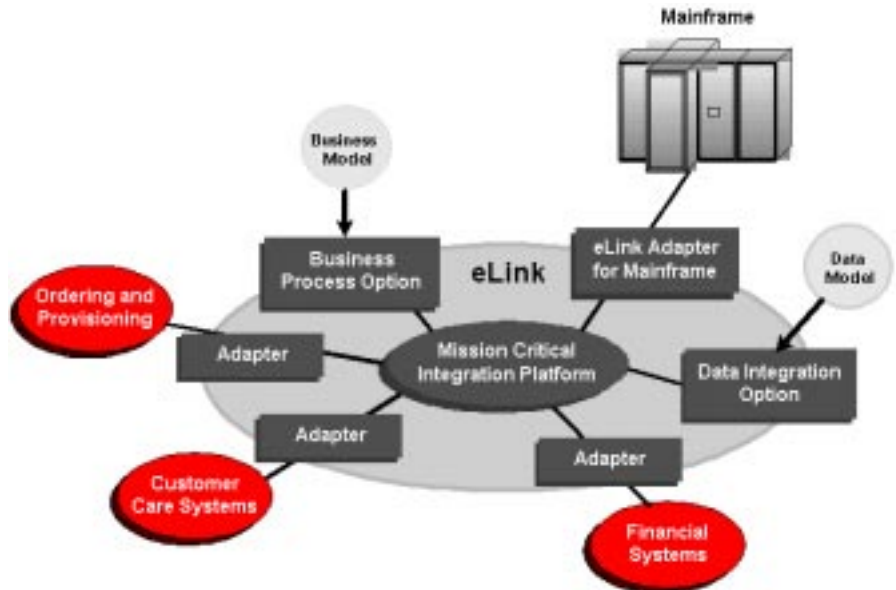 Mainframe
Business
Model
Business
Process Option
eLink
eLink Adapter
for Mainframe
Data
Model
Ordering and
Provisioning
Adapter
Mission Critical
Integration Platform
Data Integration
Option
Adapter
Adapter
Customer
Care Systems
Financial
Systems